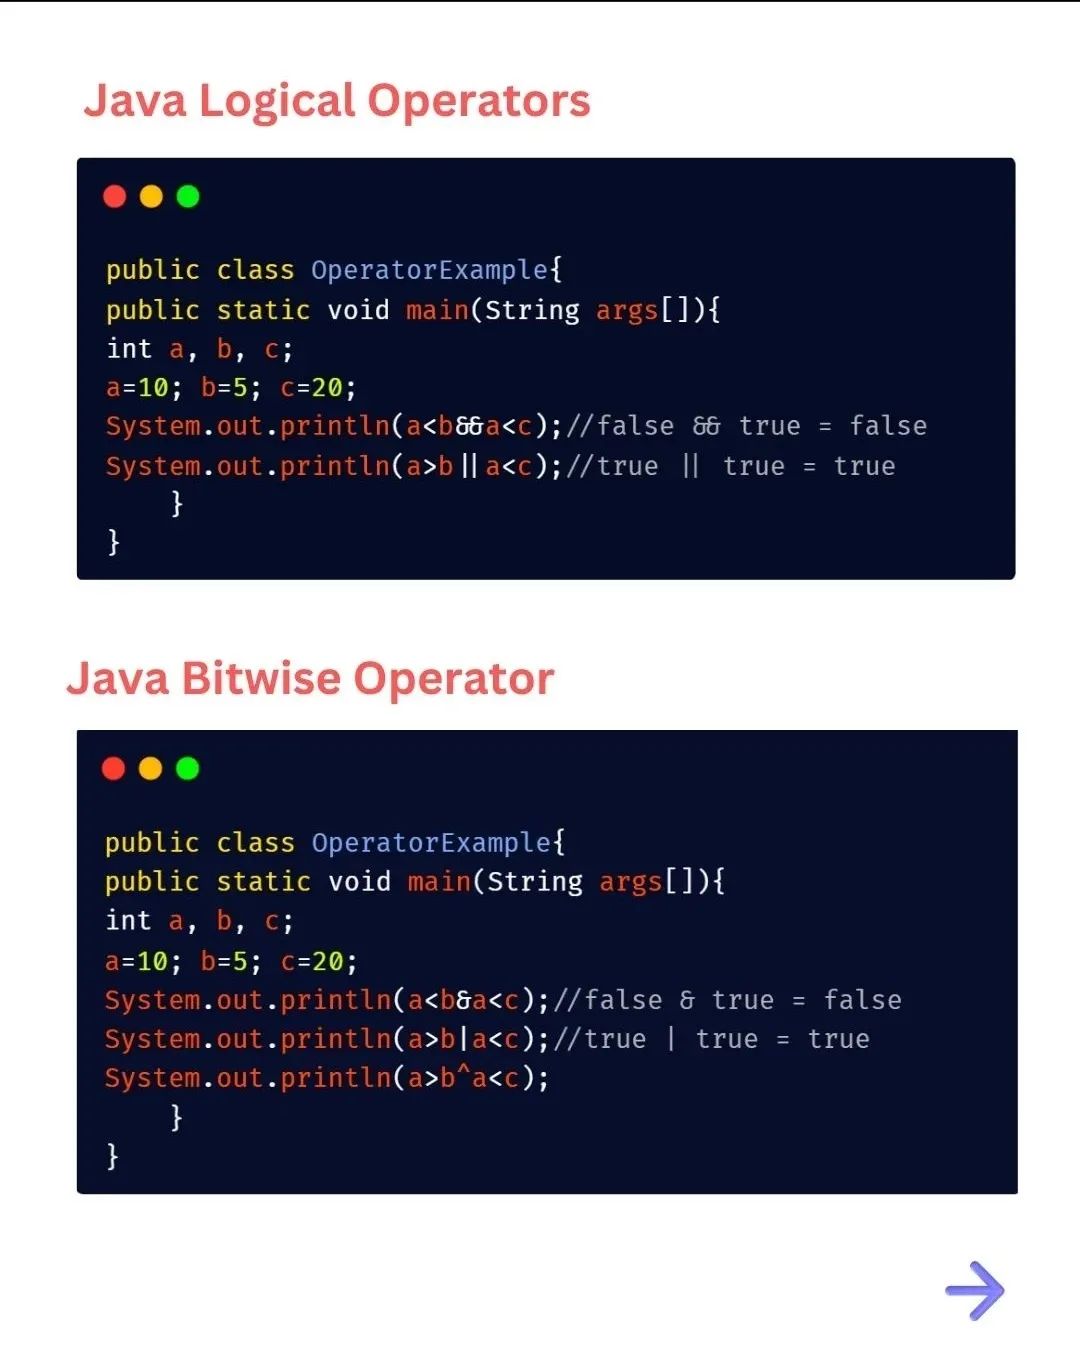 Java Logical Operators
public class OperatorExample{
public static void main(String args[]){
int a, b, c;
a=10; b=5; c=20;
System.out.println(a<b&&a<c);//false && true = false
System.out.println(a>b||a<c);//true || true = true
}
}
Java Bitwise Operator
public class OperatorExample{
public static void main(String args[]){
int a, b, c;
a=10; b=5; c=20;
System.out.println(a<b&a<c);//false & true = false
System.out.println(a>b|a<c);//true | true = true
System.out.println(a>b^a<c);
}
}